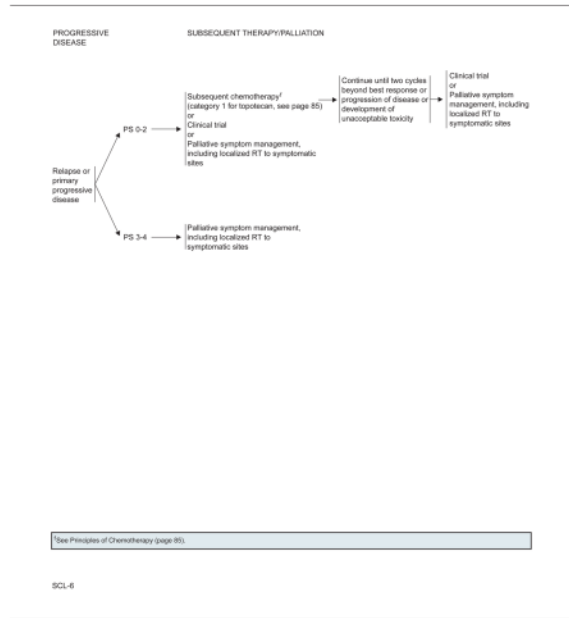 PROGRESSIVE
DISEASE
SUBSEQUENT THERAPY/PALLIATION
Relapse or
primary
progressive
disease
PS 0-2
Subsequent chemotherapy†
(category 1 for topotecan, see page 85)
or
Clinical trial
or
Palliative symptom management,
including localized RT to symptomatic
sites
Continue until two cycles
beyond best response or
progression of disease or
development of
unacceptable toxicity
Clinical trial
or
Palliative symptom
management, including
localized RT to
symptomatic sites
PS 3-4
Palliative symptom management,
including localized RT to
symptomatic sites
†See Principles of Chemotherapy (page 85).
SCL-6